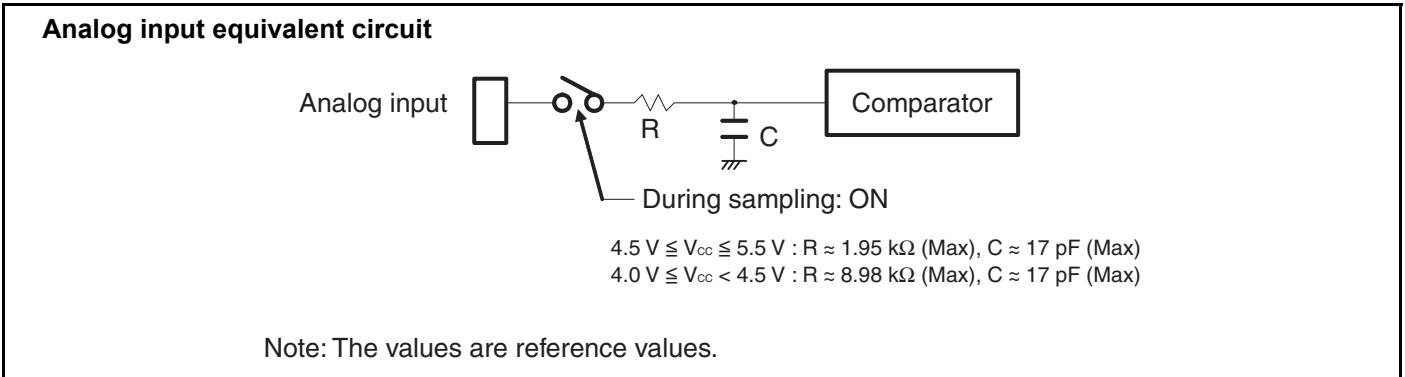 Analog input equivalent circuit
Analog input
R
C
Comparator
During sampling: ON
4.5 V ≦ Vcc ≦ 5.5 V : R ≈ 1.95 kΩ (Max), C ≈ 17 pF (Max)
4.0 V ≦ Vcc < 4.5 V : R ≈ 8.98 kΩ (Max), C ≈ 17 pF (Max)
Note: The values are reference values.